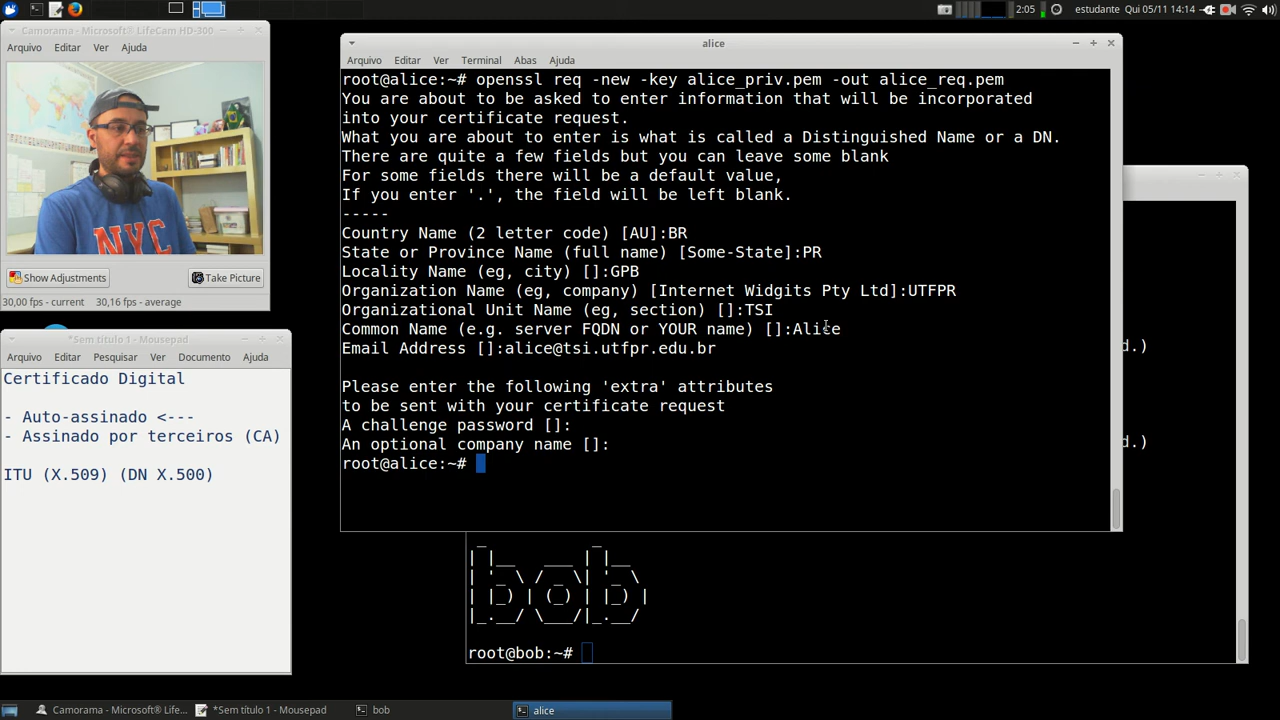 2:05 estudante Qui 05/11 14:14
Camorama - Microsoft® LifeCam HD-300
Arquivo Editar Ver Ajuda
Show Adjustments Take Picture
30,00 fps - current 30,16 fps - average
*Sem título 1 - Mousepad
Arquivo Editar Pesquisar Ver Documento Ajuda
Certificado Digital
- Auto-assinado <---
- Assinado por terceiros (CA)
ITU (X.509) (DN X.500)
alice
Arquivo Editar Ver Terminal Abas Ajuda
root@alice:~# openssl req -new -key alice_priv.pem -out alice_req.pem
You are about to be asked to enter information that will be incorporated
into your certificate request.
What you are about to enter is what is called a Distinguished Name or a DN.
There are quite a few fields but you can leave some blank
For some fields there will be a default value,
If you enter '.', the field will be left blank.
-----
Country Name (2 letter code) [AU]:BR
State or Province Name (full name) [Some-State]:PR
Locality Name (eg, city) []:GPB
Organization Name (eg, company) [Internet Widgits Pty Ltd]:UTFPR
Organizational Unit Name (eg, section) []:TSI
Common Name (e.g. server FQDN or YOUR name) []:Alice
Email Address []:alice@tsi.utfpr.edu.br
Please enter the following 'extra' attributes
to be sent with your certificate request
A challenge password []:
An optional company name []:
root@alice:~#
d.)
d.)
bob
root@bob:~#
Camorama - Microsoft® LifeC... *Sem título 1 - Mousepad bob alice